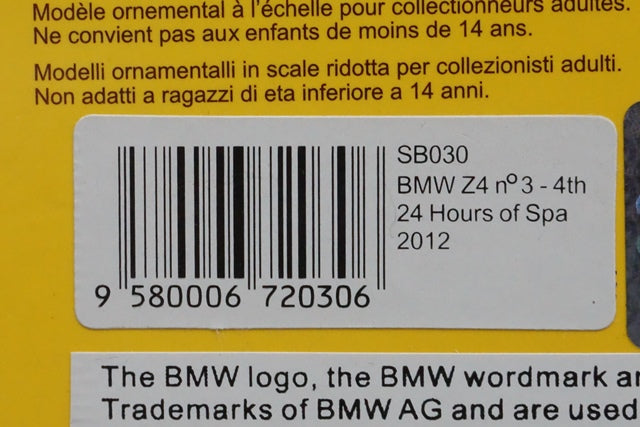 Modèle ornemental à l'échelle pour collectionneurs adultes.
Ne convient pas aux enfants de moins de 14 ans.
Modelli ornamentalli in scale ridotta per collezionisti adulti.
Non adatti a ragazzi di eta inferiore a 14 anni.
SB030
BMW Z4 nº3 - 4th
24 Hours of Spa
2012
9 580006 720306
The BMW logo, the BMW wordmark
Trademarks of BMW AG and are used